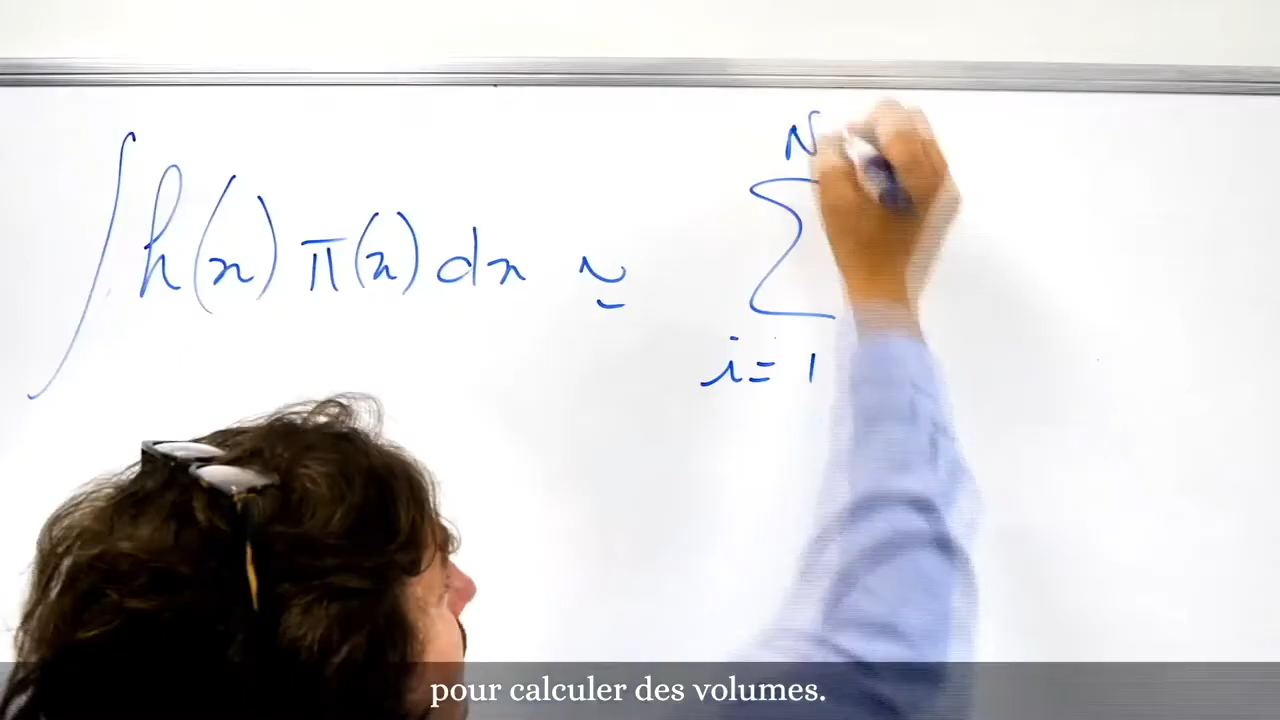 ∫ h(x) π(x) dx ≃ N
∑
i=1
pour calculer des volumes.